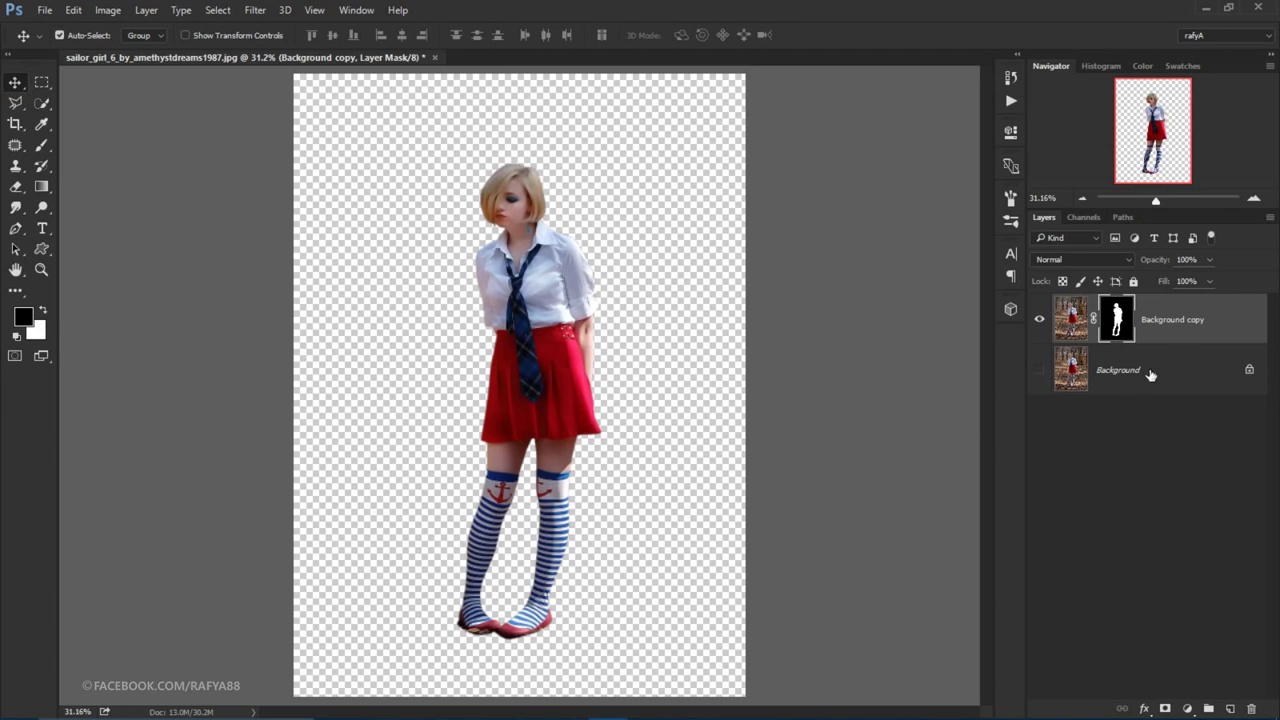 Ps File Edit Image Layer Type Select Filter 3D View Window Help
Auto-Select: Group Show Transform Controls 3D Mode: rafyA
sailor_girl_6_by_amethystdreams1987.jpg @ 31.2% (Background copy, Layer Mask/8) *
Navigator Histogram Color Swatches
31.16%
Layers Channels Paths
Kind
Normal Opacity: 100%
Lock: Fill: 100%
Background copy
Background
©FACEBOOK.COM/RAFYA88
31.16% Doc: 13.0M/30.2M